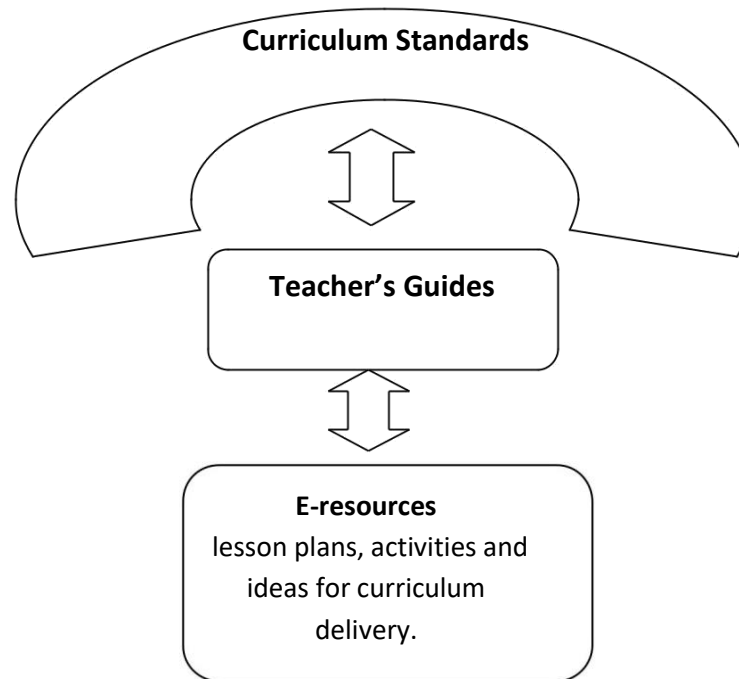 Curriculum Standards
Teacher’s Guides
E-resources
lesson plans, activities and
ideas for curriculum
delivery.